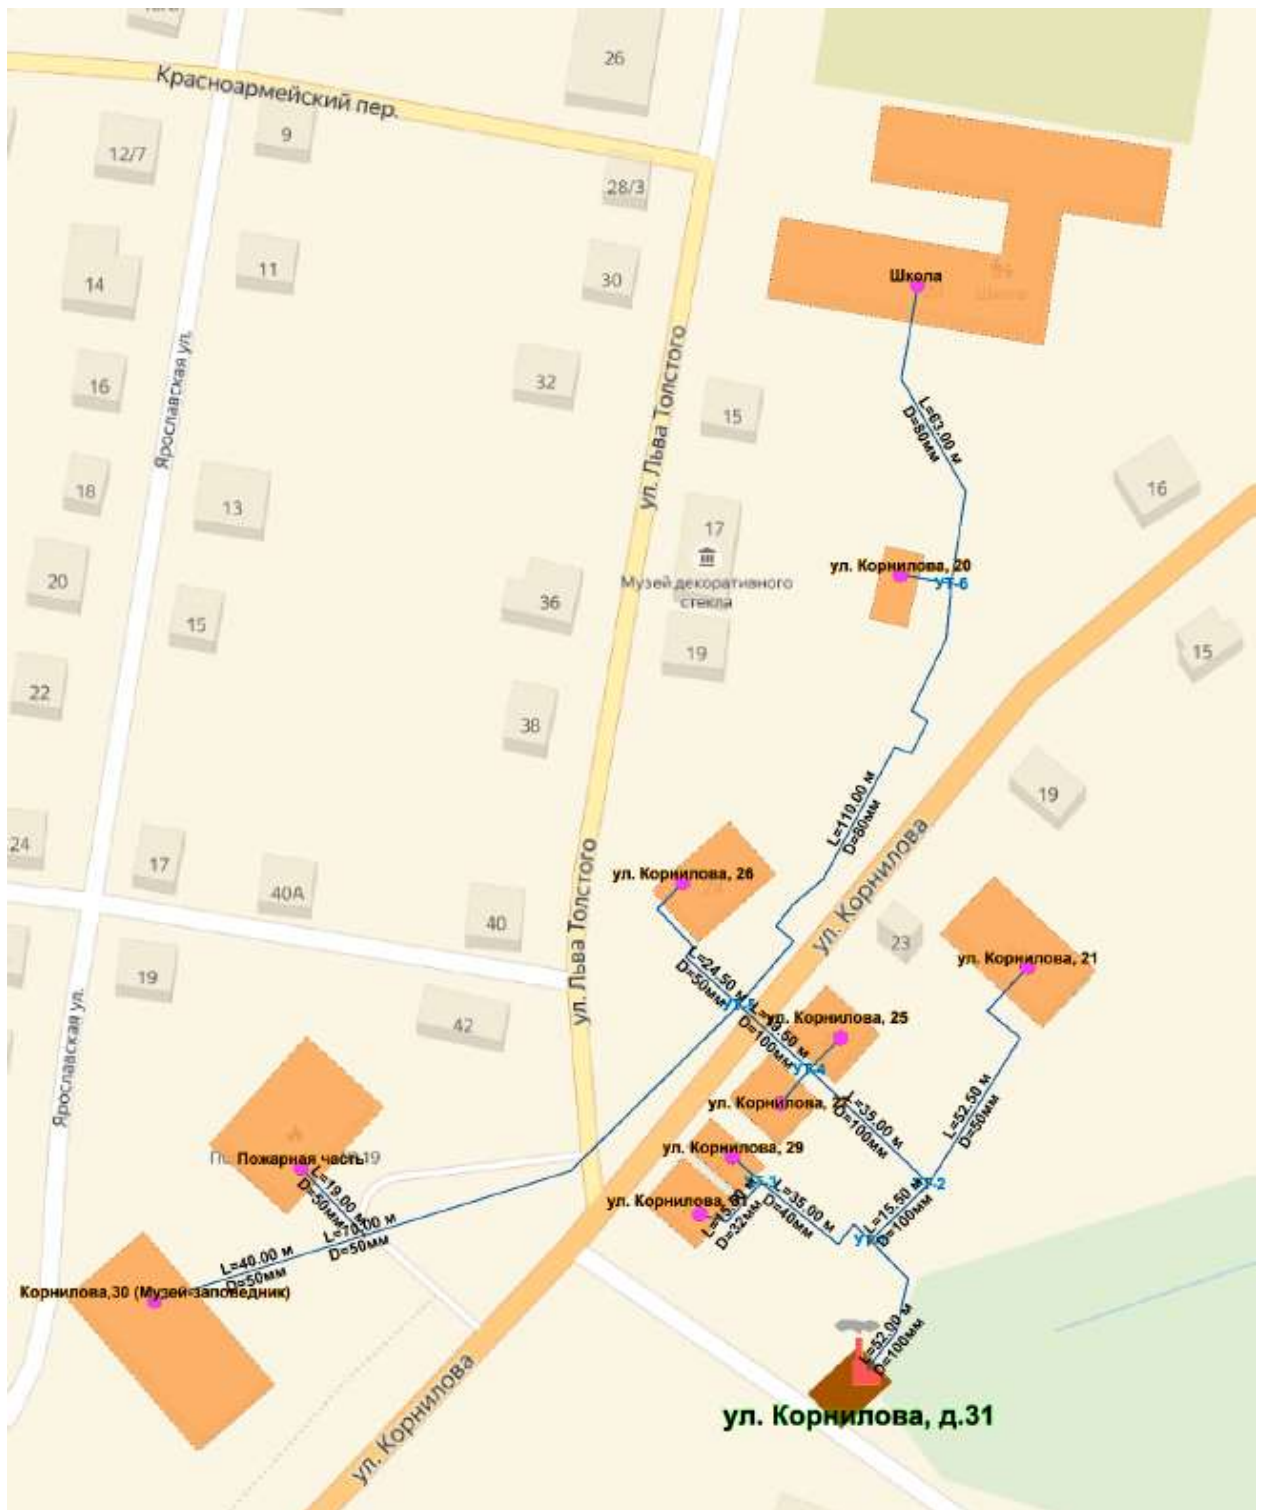 26
Красноармейский пер.
9
12/7
28/3
11
30
14
Школа
32
16
15
ул. Льва Толстого
Ярославская ул.
L=63.00 м
D=80мм
18
13
17
16
20
Музей декоративного
стекла
ул. Корнилова, 20
УТ-6
36
15
19
15
22
38
19
L=110.00 м
D=80мм
24
17
40А
40
ул. Льва Толстого
ул. Корнилова, 26
ул. Корнилова
23
ул. Корнилова, 21
19
42
L=24.50 м
D=50мм
D=100мм
ул. Корнилова, 25
УТ-4
ул. Корнилова,
L=35.00 м
D=100мм
L=52.50 м
D=50мм
Ярославская ул.
ул. Корнилова, 29
Пожарная часть
19
L=19.00 м
D=50мм
L=70.00 м
D=50мм
ул. Корнилова,
D=32мм
L=35.00 м
D=40мм
УТ-2
L=15.50 м
D=100мм
L=40.00 м
D=50мм
Корнилова,30 (Музей-заповедник)
L=52.00 м
D=100мм
ул. Корнилова
ул. Корнилова, д.31